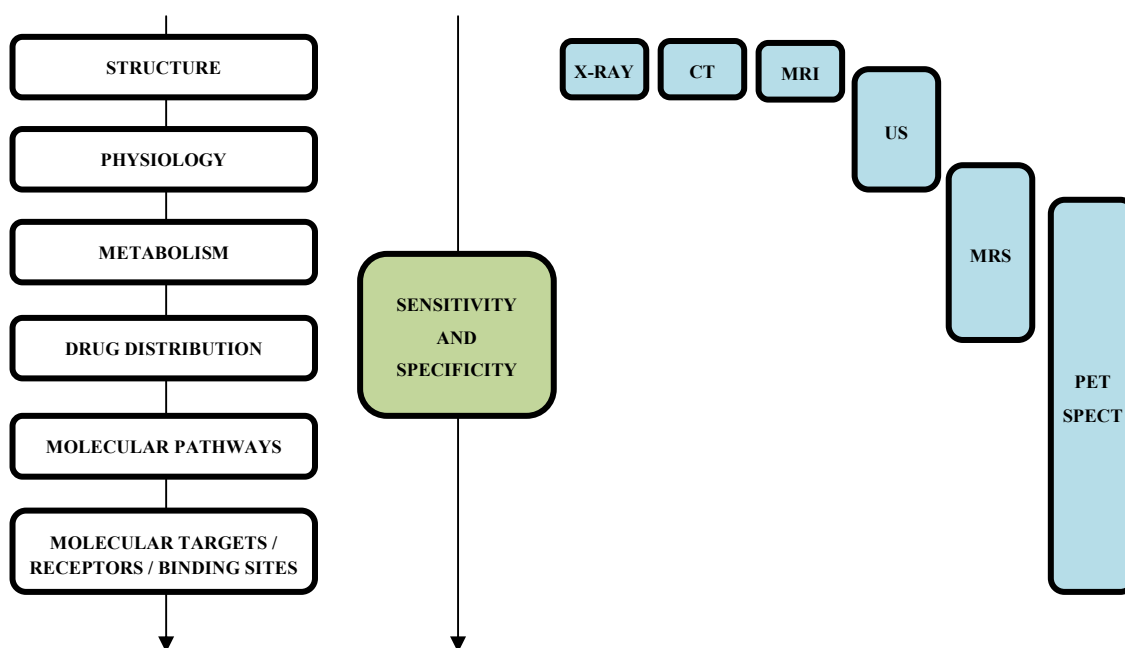 STRUCTURE
PHYSIOLOGY
METABOLISM
DRUG DISTRIBUTION
MOLECULAR PATHWAYS
MOLECULAR TARGETS /
RECEPTORS / BINDING SITES
SENSITIVITY
AND
SPECIFICITY
X-RAY
CT
MRI
US
MRS
PET
SPECT